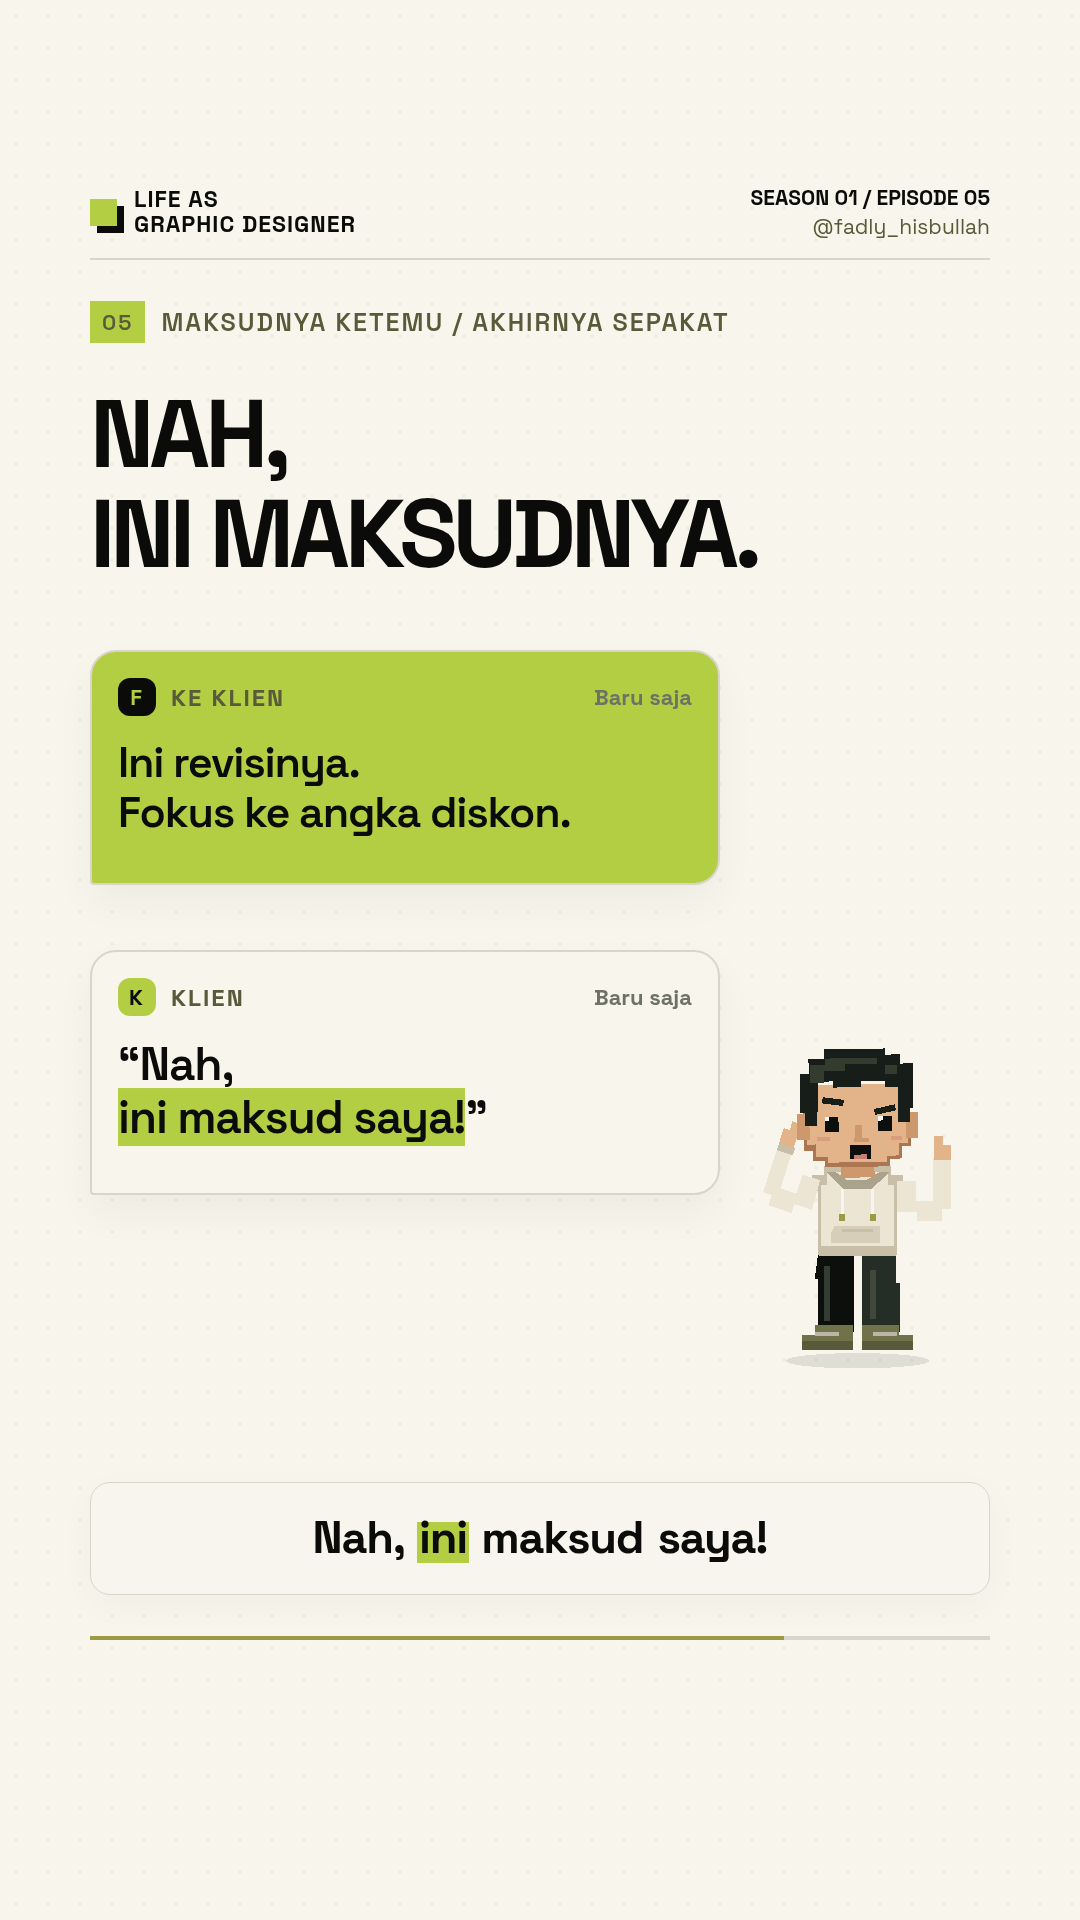 LIFE AS
GRAPHIC DESIGNER
SEASON 01 / EPISODE 05
@fadly_hisbullah
05 MAKSUDNYA KETEMU / AKHIRNYA SEPAKAT
NAH,
INI MAKSUDNYA.
F KE KLIEN Baru saja
Ini revisinya.
Fokus ke angka diskon.
K KLIEN Baru saja
“Nah,
ini maksud saya!”
Nah, ini maksud saya!